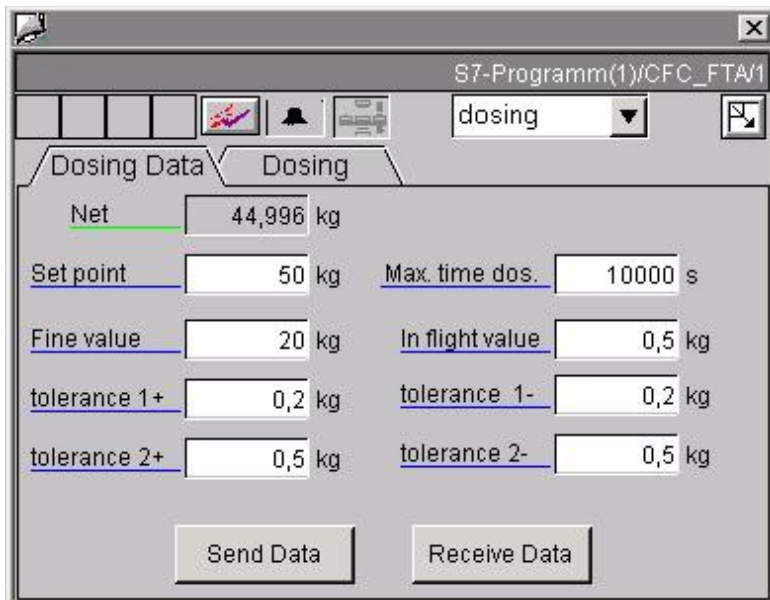 S7-Programm(1)/CFC_FTA/1
dosing
Dosing Data Dosing
Net 44,996 kg
Set point 50 kg Max. time dos. 10000 s
Fine value 20 kg In flight value 0,5 kg
tolerance 1+ 0,2 kg tolerance 1- 0,2 kg
tolerance 2+ 0,5 kg tolerance 2- 0,5 kg
Send Data Receive Data